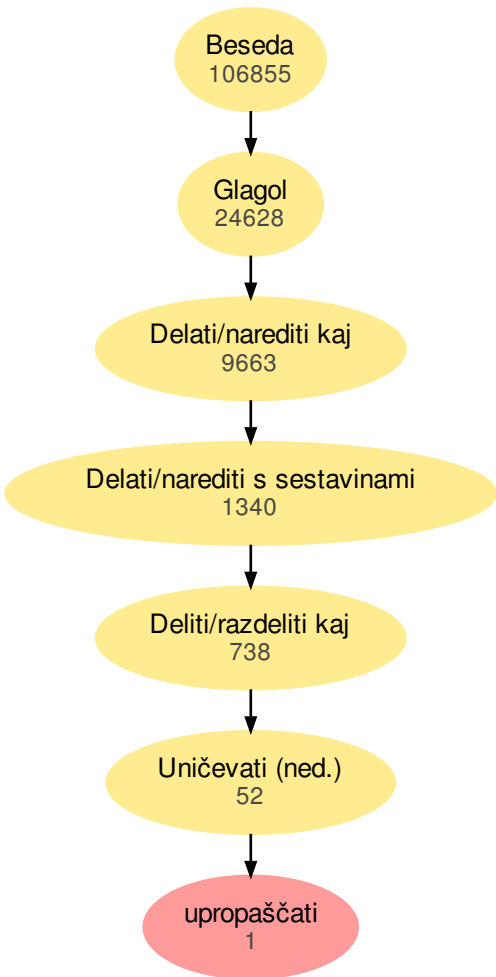 Beseda
106855
Glagol
24628
Delati/narediti kaj
9663
Delati/narediti s sestavinami
1340
Deliti/razdeliti kaj
738
Uničevati (ned.)
52
upropaščati
1